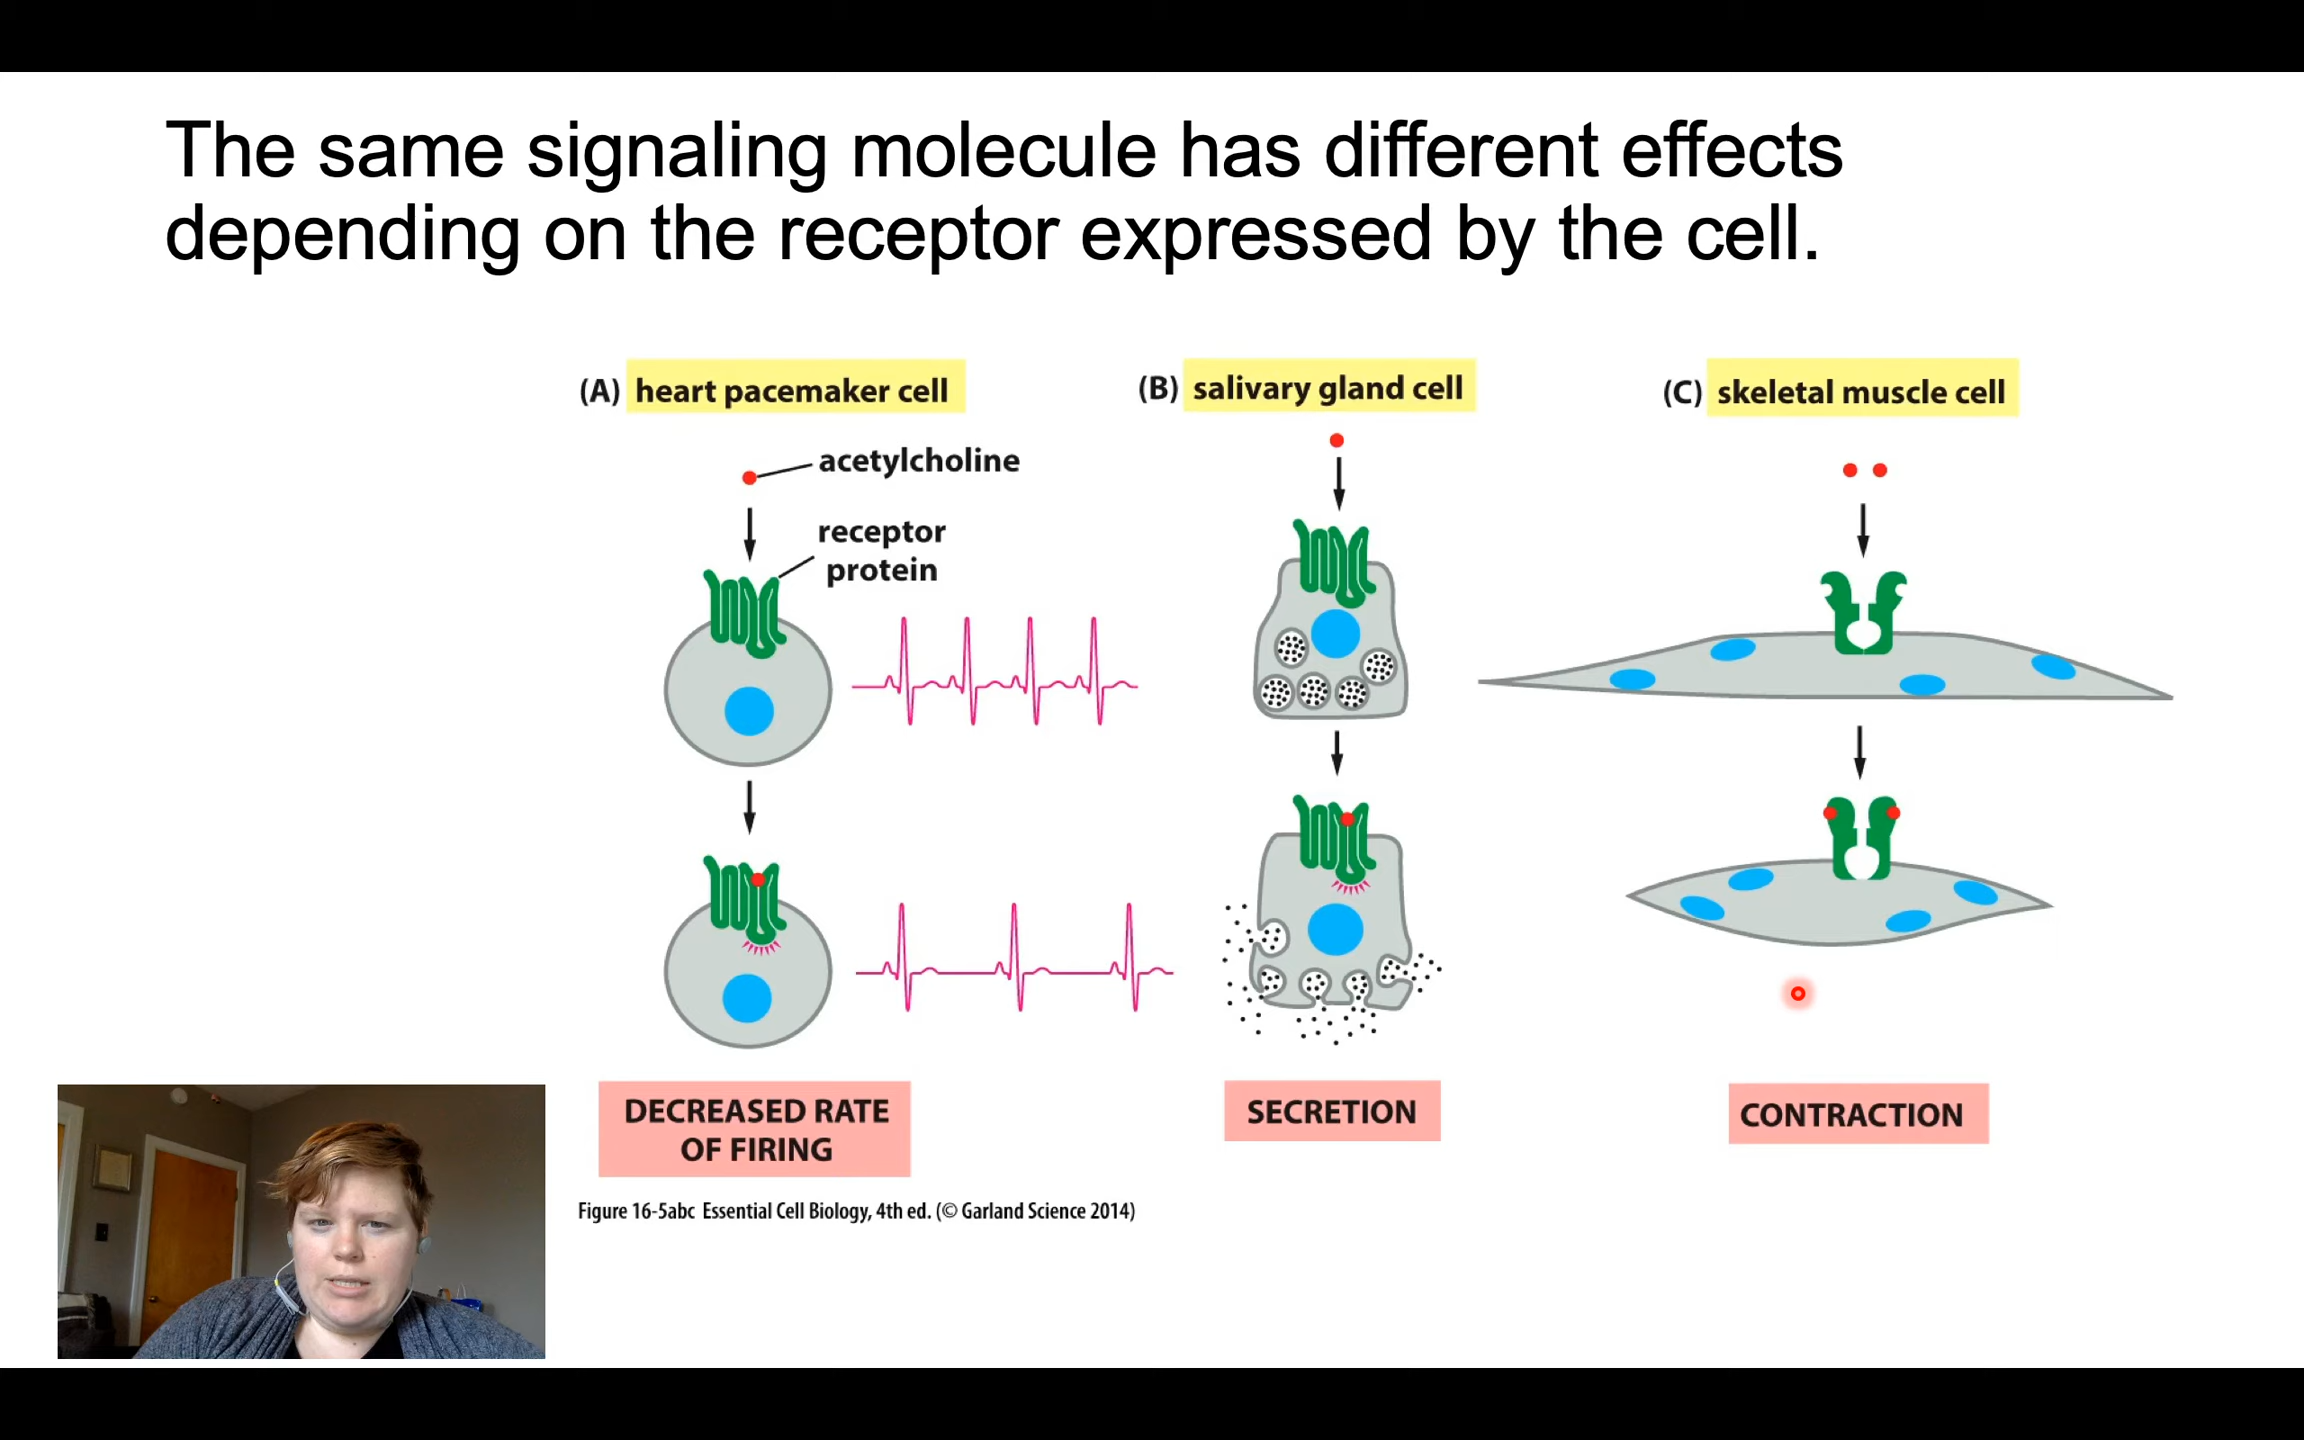 The same signaling molecule has different effects
depending on the receptor expressed by the cell.
(A) heart pacemaker cell
acetylcholine
receptor
protein
DECREASED RATE
OF FIRING
(B) salivary gland cell
SECRETION
(C) skeletal muscle cell
CONTRACTION
Figure 16-5abc Essential Cell Biology, 4th ed. (© Garland Science 2014)